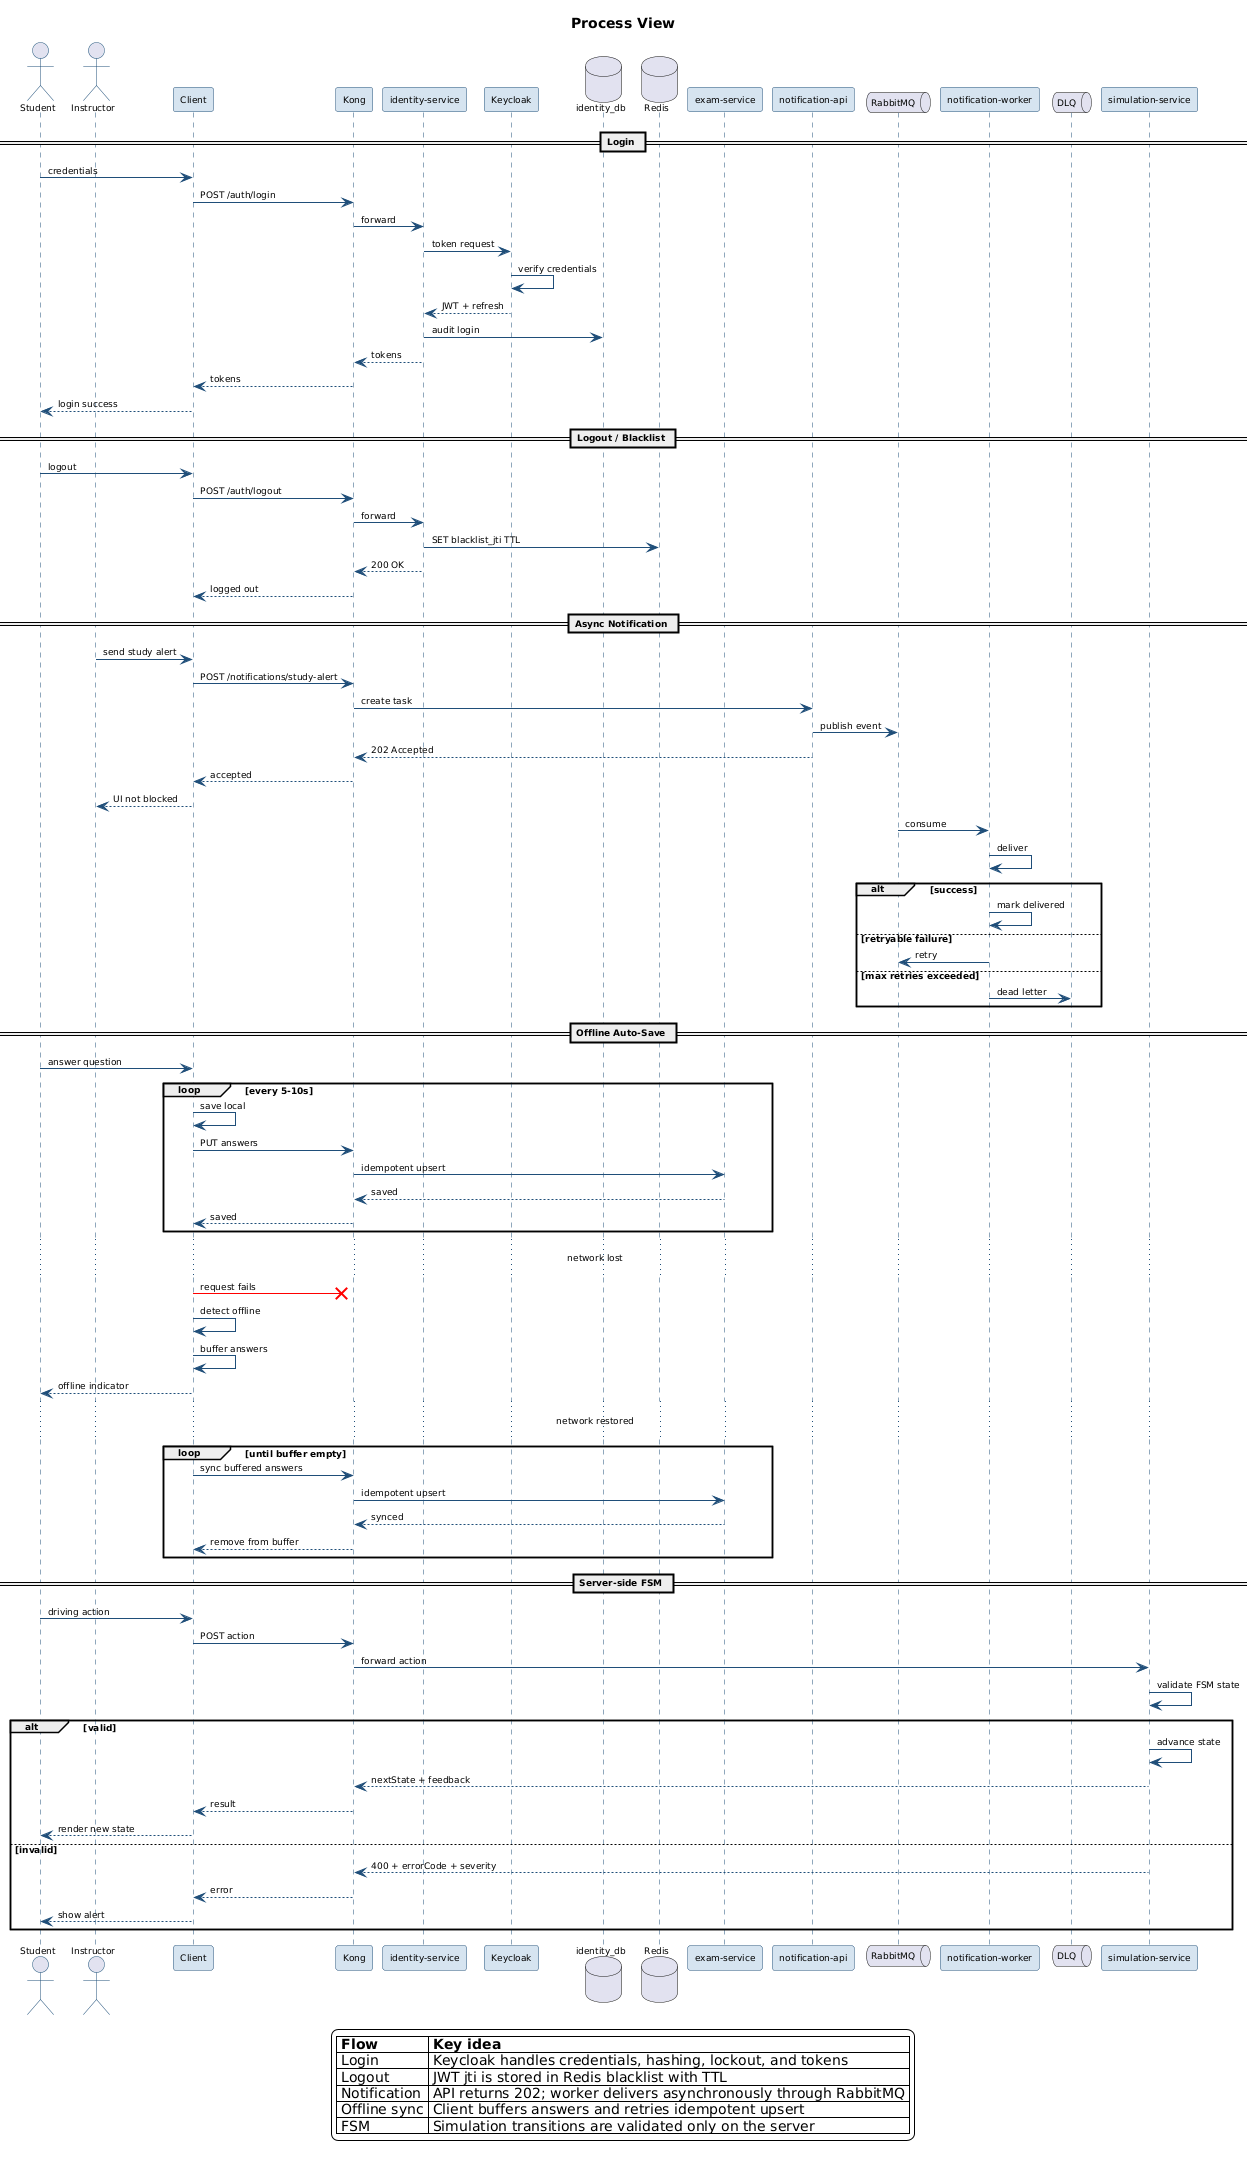 Process View
Student
Instructor
Client
Kong
identity-service
Keycloak
identity_db
Redis
exam-service
notification-api
RabbitMQ
notification-worker
DLQ
simulation-service
Login
credentials
POST /auth/login
forward
token request
verify credentials
JWT + refresh
audit login
tokens
tokens
login success
Logout / Blacklist
logout
POST /auth/logout
forward
SET blacklist_jti TTL
200 OK
logged out
Async Notification
send study alert
POST /notifications/study-alert
create task
publish event
202 Accepted
accepted
UI not blocked
consume
deliver
alt [success]
mark delivered
[retryable failure]
retry
[max retries exceeded]
dead letter
Offline Auto-Save
answer question
loop [every 5-10s]
save local
PUT answers
idempotent upsert
saved
saved
network lost
request fails
detect offline
buffer answers
offline indicator
network restored
loop [until buffer empty]
sync buffered answers
idempotent upsert
synced
remove from buffer
Server-side FSM
driving action
POST action
forward action
validate FSM state
alt [valid]
advance state
nextState + feedback
result
render new state
[invalid]
400 + errorCode + severity
error
show alert
Student
Instructor
Client
Kong
identity-service
Keycloak
identity_db
Redis
exam-service
notification-api
RabbitMQ
notification-worker
DLQ
simulation-service
Flow Key idea
Login Keycloak handles credentials, hashing, lockout, and tokens
Logout JWT jti is stored in Redis blacklist with TTL
Notification API returns 202; worker delivers asynchronously through RabbitMQ
Offline sync Client buffers answers and retries idempotent upsert
FSM Simulation transitions are validated only on the server